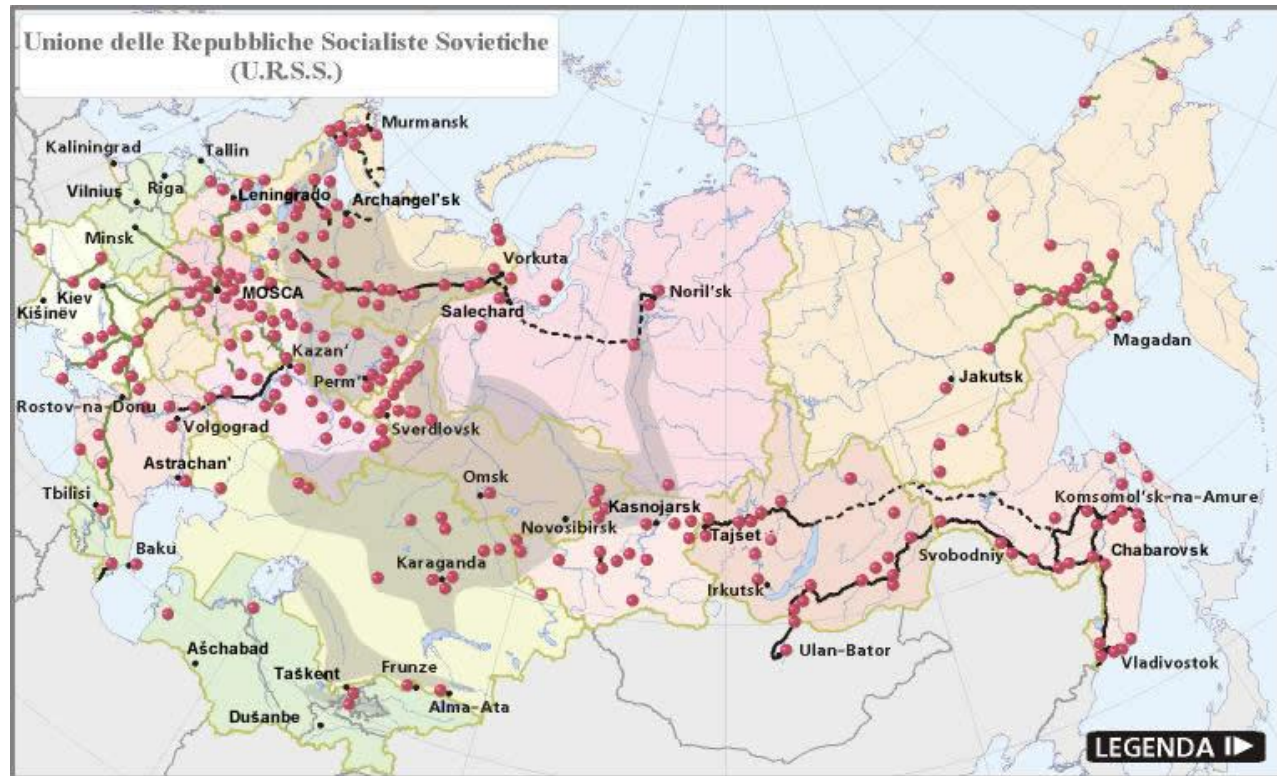 Unione delle Repubbliche Socialiste Sovietiche
(U.R.S.S.)
Murmansk
Kaliningrad
Tallin
Vilnius
Riga
Leningrado
Archangel'sk
Minsk
Vorkuta
Kiev
MOSCA
Noril'sk
Kišinëv
Salechard
Magadan
Kazan'
Jakutsk
Perm'
Rostov-na-Donu
Volgograd
Sverdlovsk
Astrachan'
Omsk
Tbilisi
Kasnojarsk
Komsomol'sk-na-Amure
Novosibirsk
Tajset
Baku
Svobodniy
Chabarovsk
Karaganda
Irkutsk
Ašchabad
Ulan-Bator
Vladivostok
Frunze
Taškent
Alma-Ata
Dušanbe
LEGENDA